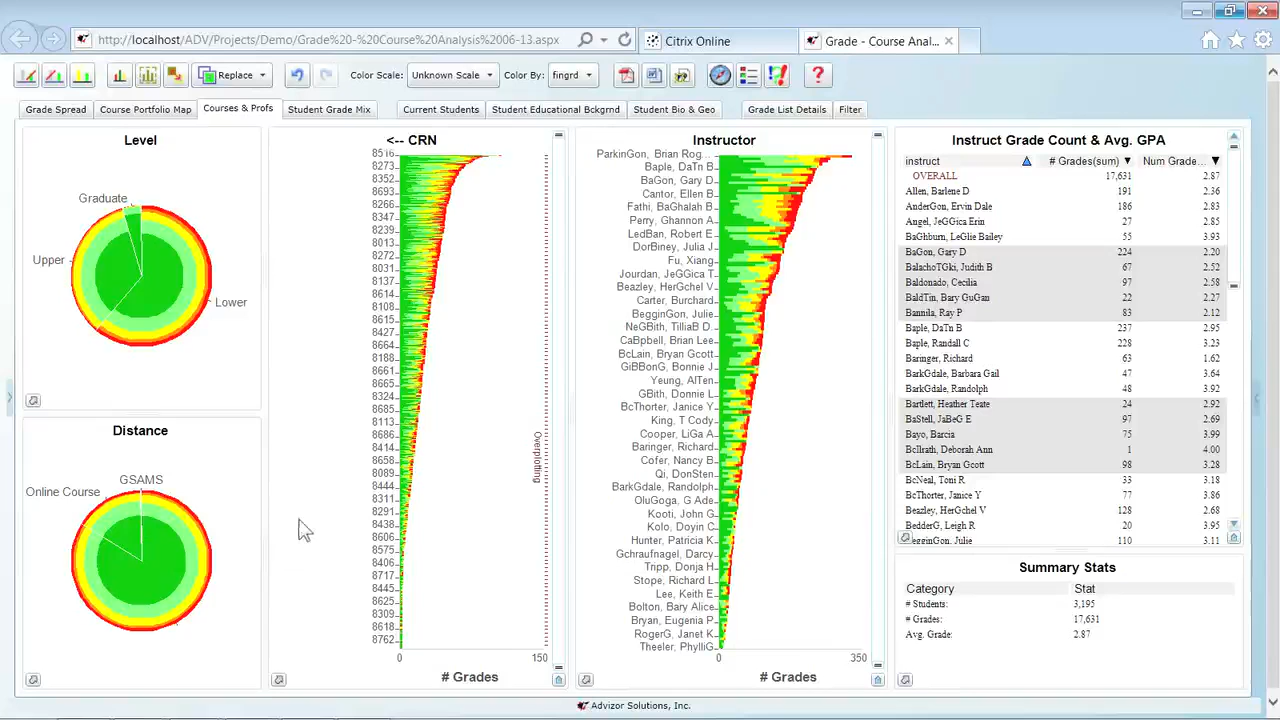 http://localhost/ADV/Projects/Demo/Grade%20-%20Course%20Analysis%2006-13.aspx
Citrix Online
Grade - Course Anal...
Replace
Color Scale:
Unknown Scale
Color By:
fingrd
Grade Spread
Course Portfolio Map
Courses & Profs
Student Grade Mix
Current Students
Student Educational Bckgrnd
Student Bio & Geo
Grade List Details
Filter
Level
Graduate
Upper
Lower
Distance
GSAMS
Online Course
<-- CRN
8516
8273
8352
8693
8266
8347
8239
8013
8272
8031
8137
8614
8108
8615
8427
8664
8188
8661
8665
8324
8685
8413
8686
8414
8658
8089
8444
8211
8291
8438
8606
8575
8406
8717
8445
8625
8309
8618
8762
Overplotting
0
150
# Grades
Instructor
ParkinGon, Brian Rog...
Baple, DaTn B
BaGon, Gary D
Cantor, Ellen B
Fathi, BaGhalah B
Perry, Ghannon A
LedBan, Robert E
DorBiney, Julia J
Fu, Xiang
Jourdan, JeGGica T
Beazley, HerGchel V
Carter, Burchard
BegginGon, Julie
NeGBith, TilliaB D
CaBpbell, Brian Lee
BcLain, Bryan Gcott
GiBBonG, Bonnie J
Yeung, AlTen
GBith, Donnie L
BcThorter, Janice Y
King, T Cody
Cooper, LiGa A
Baringer, Richard
Cofer, Nancy B
Qi, DonSten
BarkGdale, Randolph
OluGoga, G Ade
Kooti, John G
Kolo, Doyin C
Hunter, Patricia K
Gchraufnagel, Darcy
Tripp, Donja H
Stope, Richard L
Lee, Keith E
Bolton, Bary Alice
Bryan, Eugenia P
RogerG, Janet K
Theeler, PhylliG
0
350
# Grades
Instruct Grade Count & Avg. GPA
instruct # Grades(sum) Num Grade...
OVERALL 17,631 2.87
Allen, Barlene D 191 2.36
AnderGon, Ervin Dale 186 2.83
Angel, JeGGica Erin 27 2.85
BaGhburn, LeGlie Bailey 55 3.93
BaGon, Gary D 224 2.20
BalachoTGki, Judith B 67 2.52
Baldonado, Cecilia 97 2.58
BaldTin, Bary GuGan 22 2.27
Bannila, Ray P 83 2.12
Baple, DaTn B 237 2.95
Baple, Randall C 228 3.23
Baringer, Richard 63 1.62
BarkGdale, Barbara Gail 47 3.64
BarkGdale, Randolph 48 3.92
Bartlett, Heather Teate 24 2.92
BaStell, JaBeG E 97 2.69
Bayo, Barcia 75 3.99
BcIlrath, Deborah Ann 1 4.00
BcLain, Bryan Gcott 98 3.28
BcNeal, Toni R 33 3.18
BcThorter, Janice Y 77 3.86
Beazley, HerGchel V 128 2.68
BedderG, Leigh R 20 3.95
BegginGon, Julie 110 3.11
Summary Stats
Category Stat
# Students: 3,195
# Grades: 17,631
Avg. Grade: 2.87
Advizor Solutions, Inc.